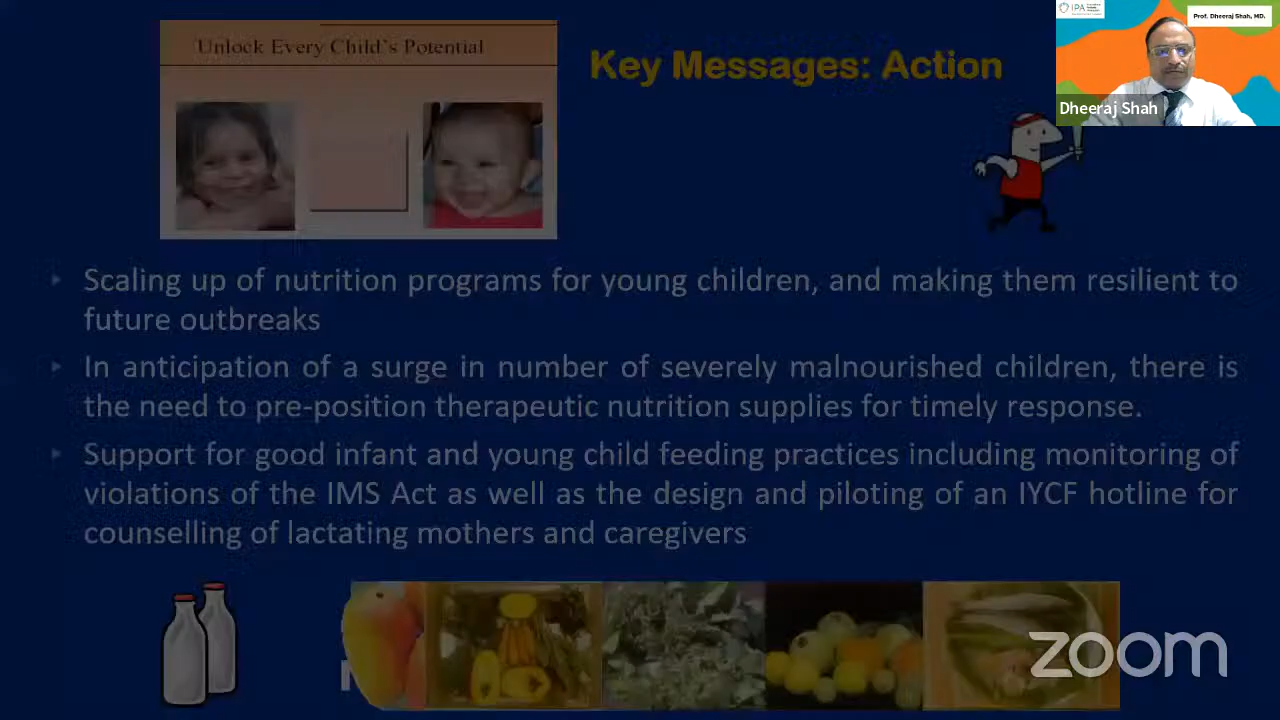 Unlock Every Child's Potential
Key Messages: Action
IPA
Prof. Dheeraj Shah, MD.
Dheeraj Shah
Scaling up of nutrition programs for young children, and making them resilient to
future outbreaks
In anticipation of a surge in number of severely malnourished children, there is
the need to pre-position therapeutic nutrition supplies for timely response.
Support for good infant and young child feeding practices including monitoring of
violations of the IMS Act as well as the design and piloting of an IYCF hotline for
counselling of lactating mothers and caregivers
zoom